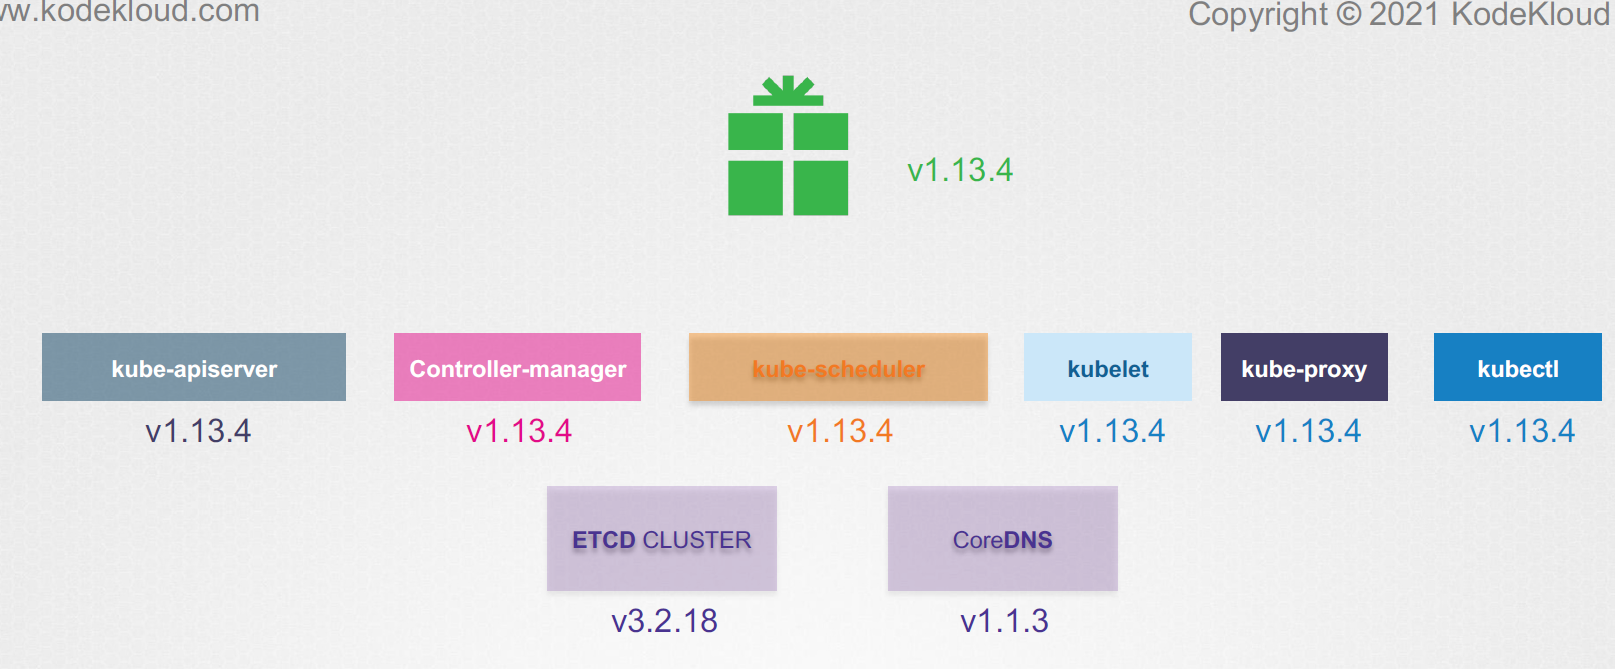 www.kodekloud.com
Copyright © 2021 KodeKloud
v1.13.4
kube-apiserver
Controller-manager
kube-scheduler
kubelet
kube-proxy
kubectl
v1.13.4
v1.13.4
v1.13.4
v1.13.4
v1.13.4
v1.13.4
ETCD CLUSTER
CoreDNS
v3.2.18
v1.1.3